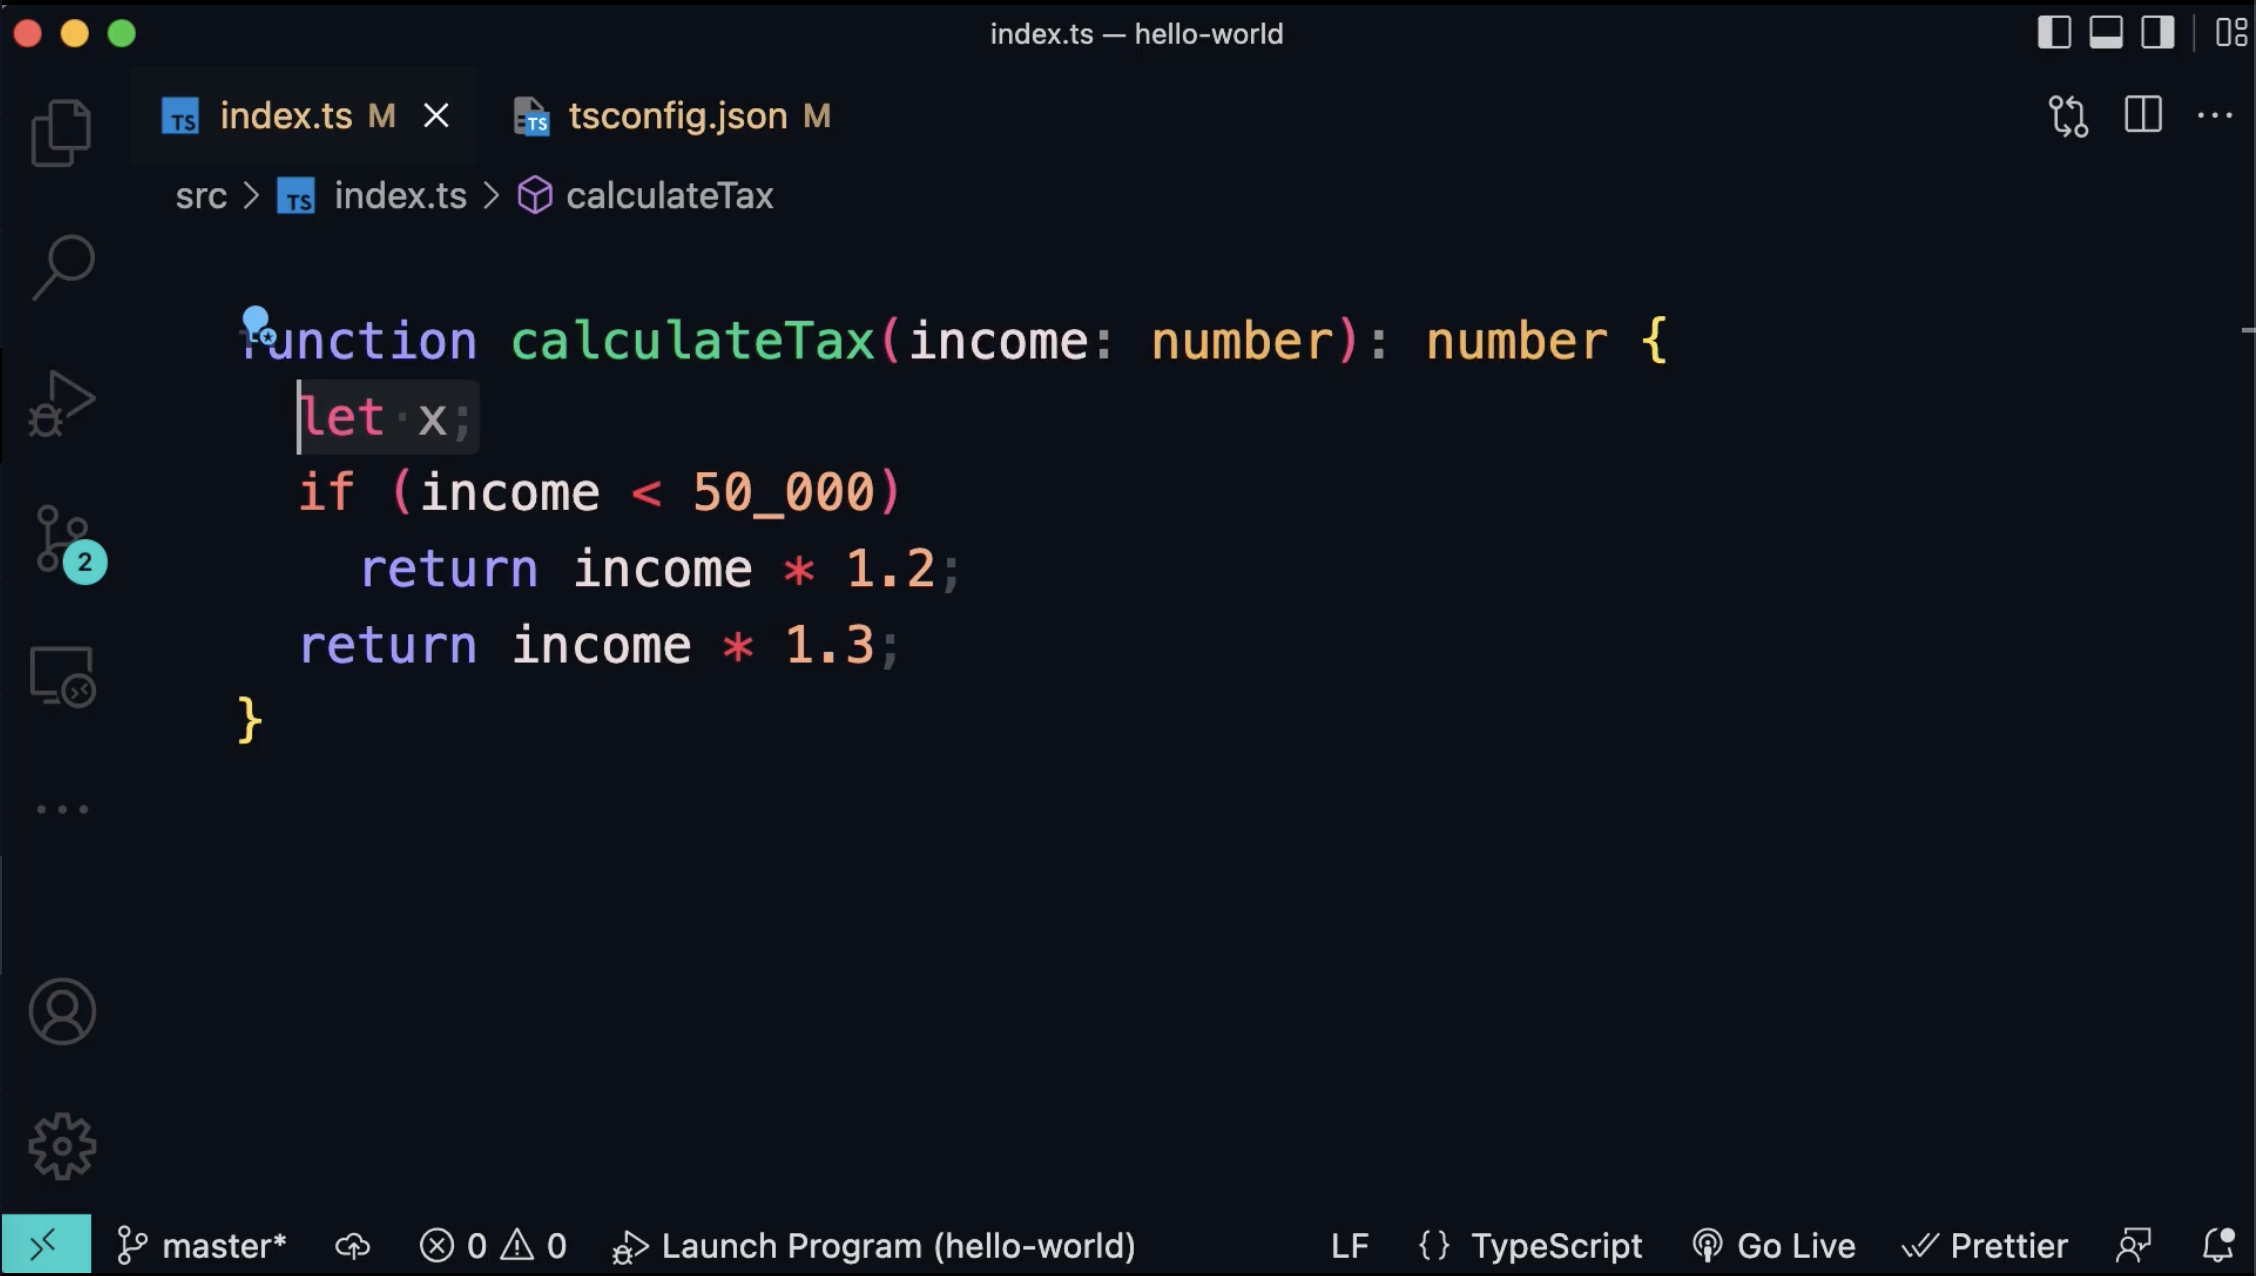 index.ts — hello-world
TS index.ts M TS tsconfig.json M
src > TS index.ts > calculateTax
function calculateTax(income: number): number {
let x;
if (income < 50_000)
2
return income * 1.2;
return income * 1.3;
}
master* 0 0 Launch Program (hello-world) LF {} TypeScript Go Live Prettier